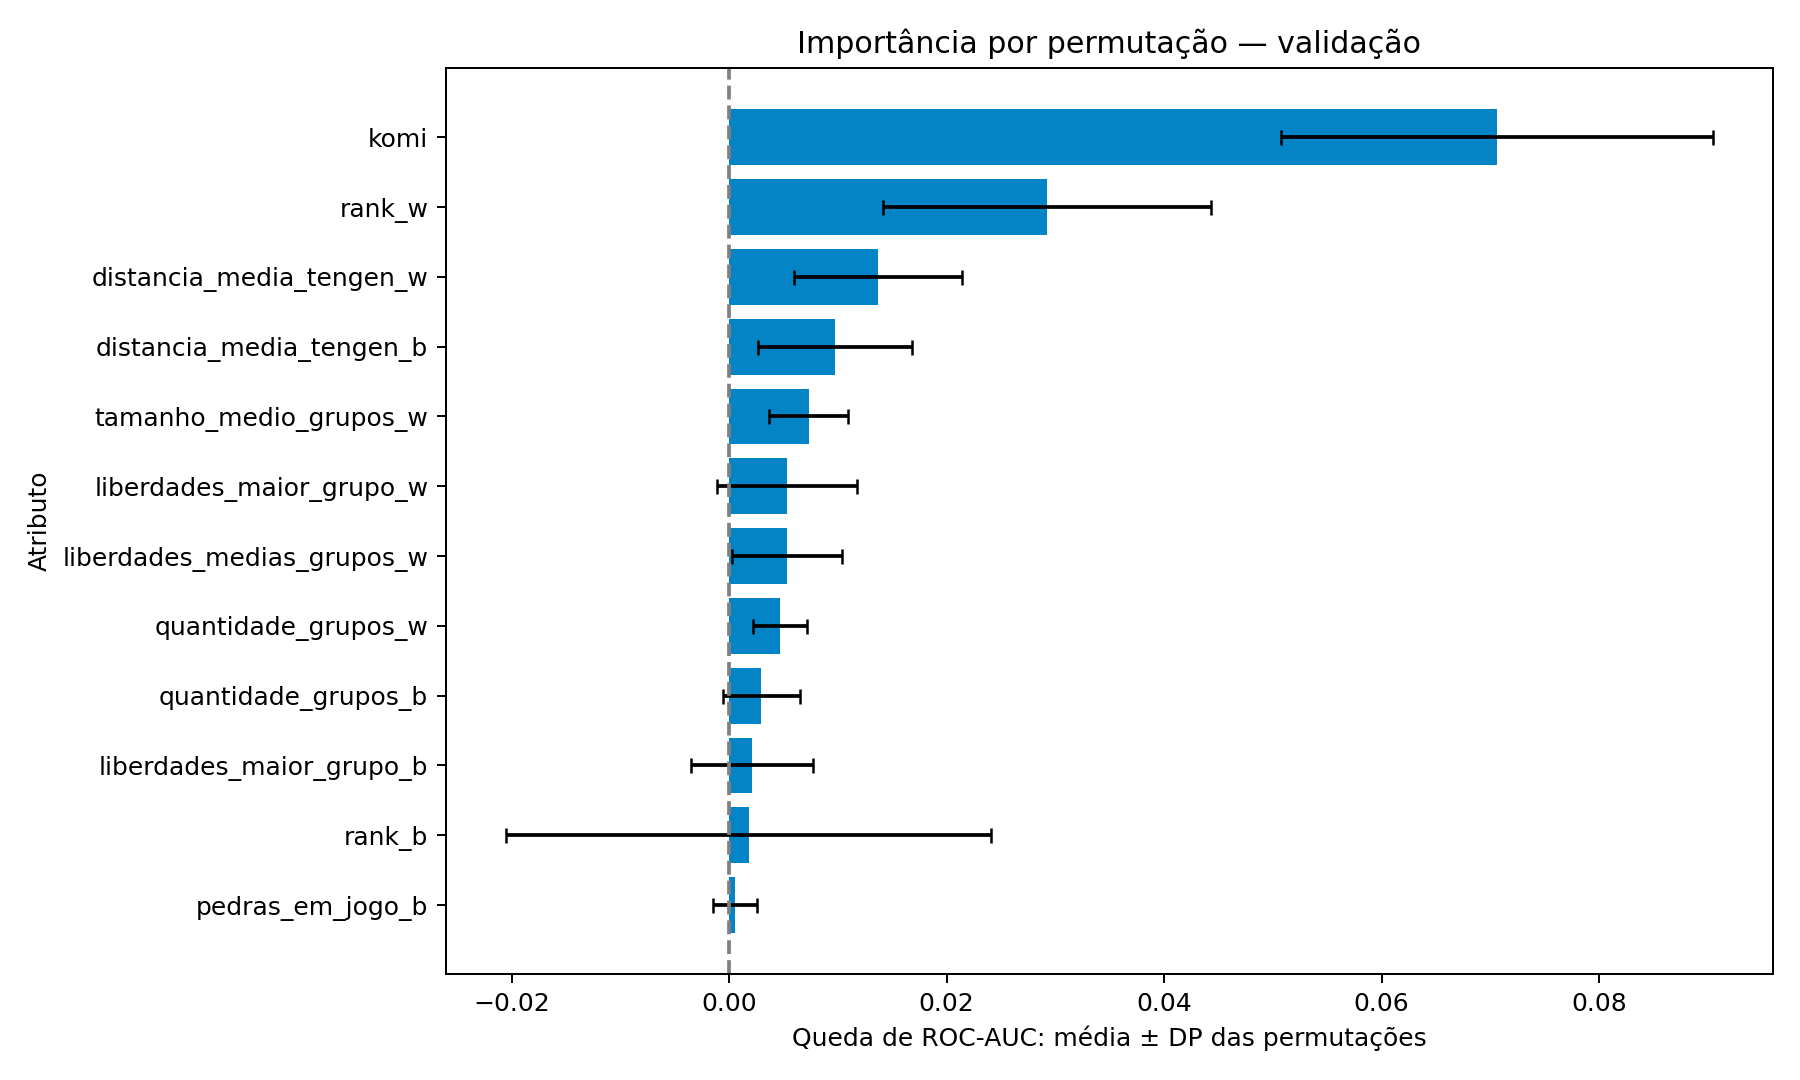 Importância por permutação — validação
Atributo
komi
rank_w
distancia_media_tengen_w
distancia_media_tengen_b
tamanho_medio_grupos_w
liberdades_maior_grupo_w
liberdades_medias_grupos_w
quantidade_grupos_w
quantidade_grupos_b
liberdades_maior_grupo_b
rank_b
pedras_em_jogo_b
−0.02 0.00 0.02 0.04 0.06 0.08
Queda de ROC-AUC: média ± DP das permutações